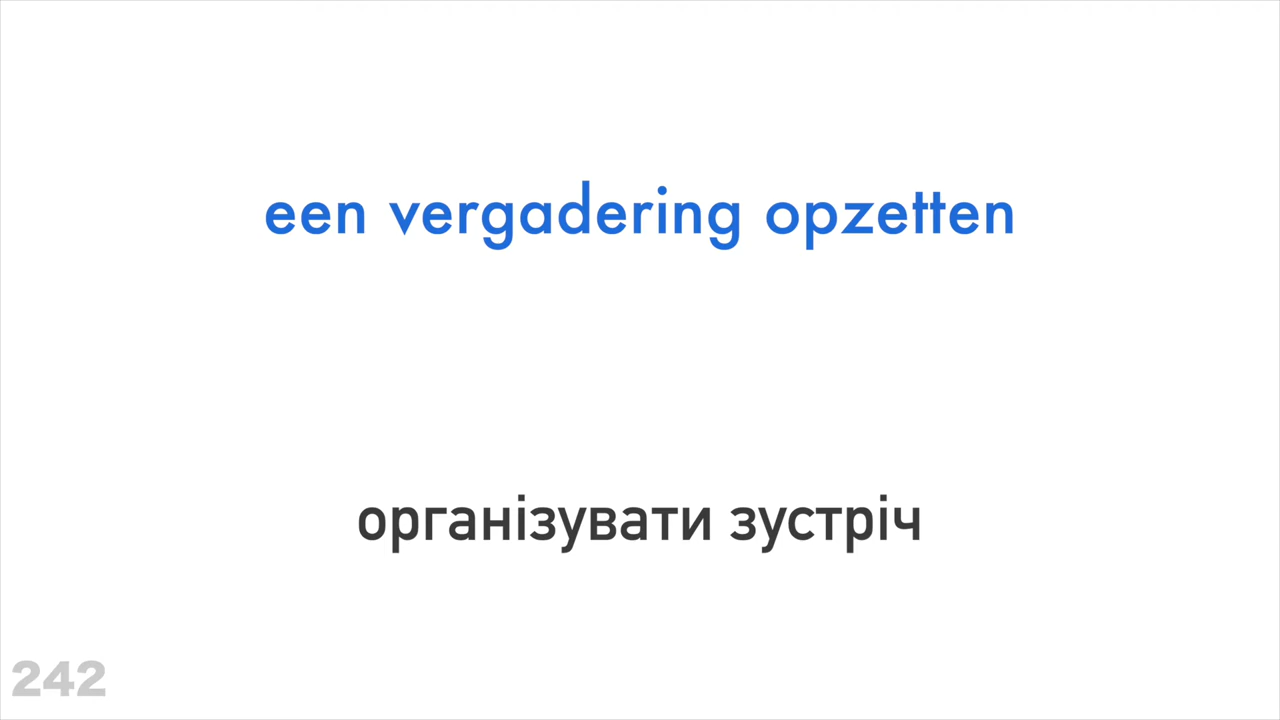 een vergadering opzetten
організувати зустріч
242